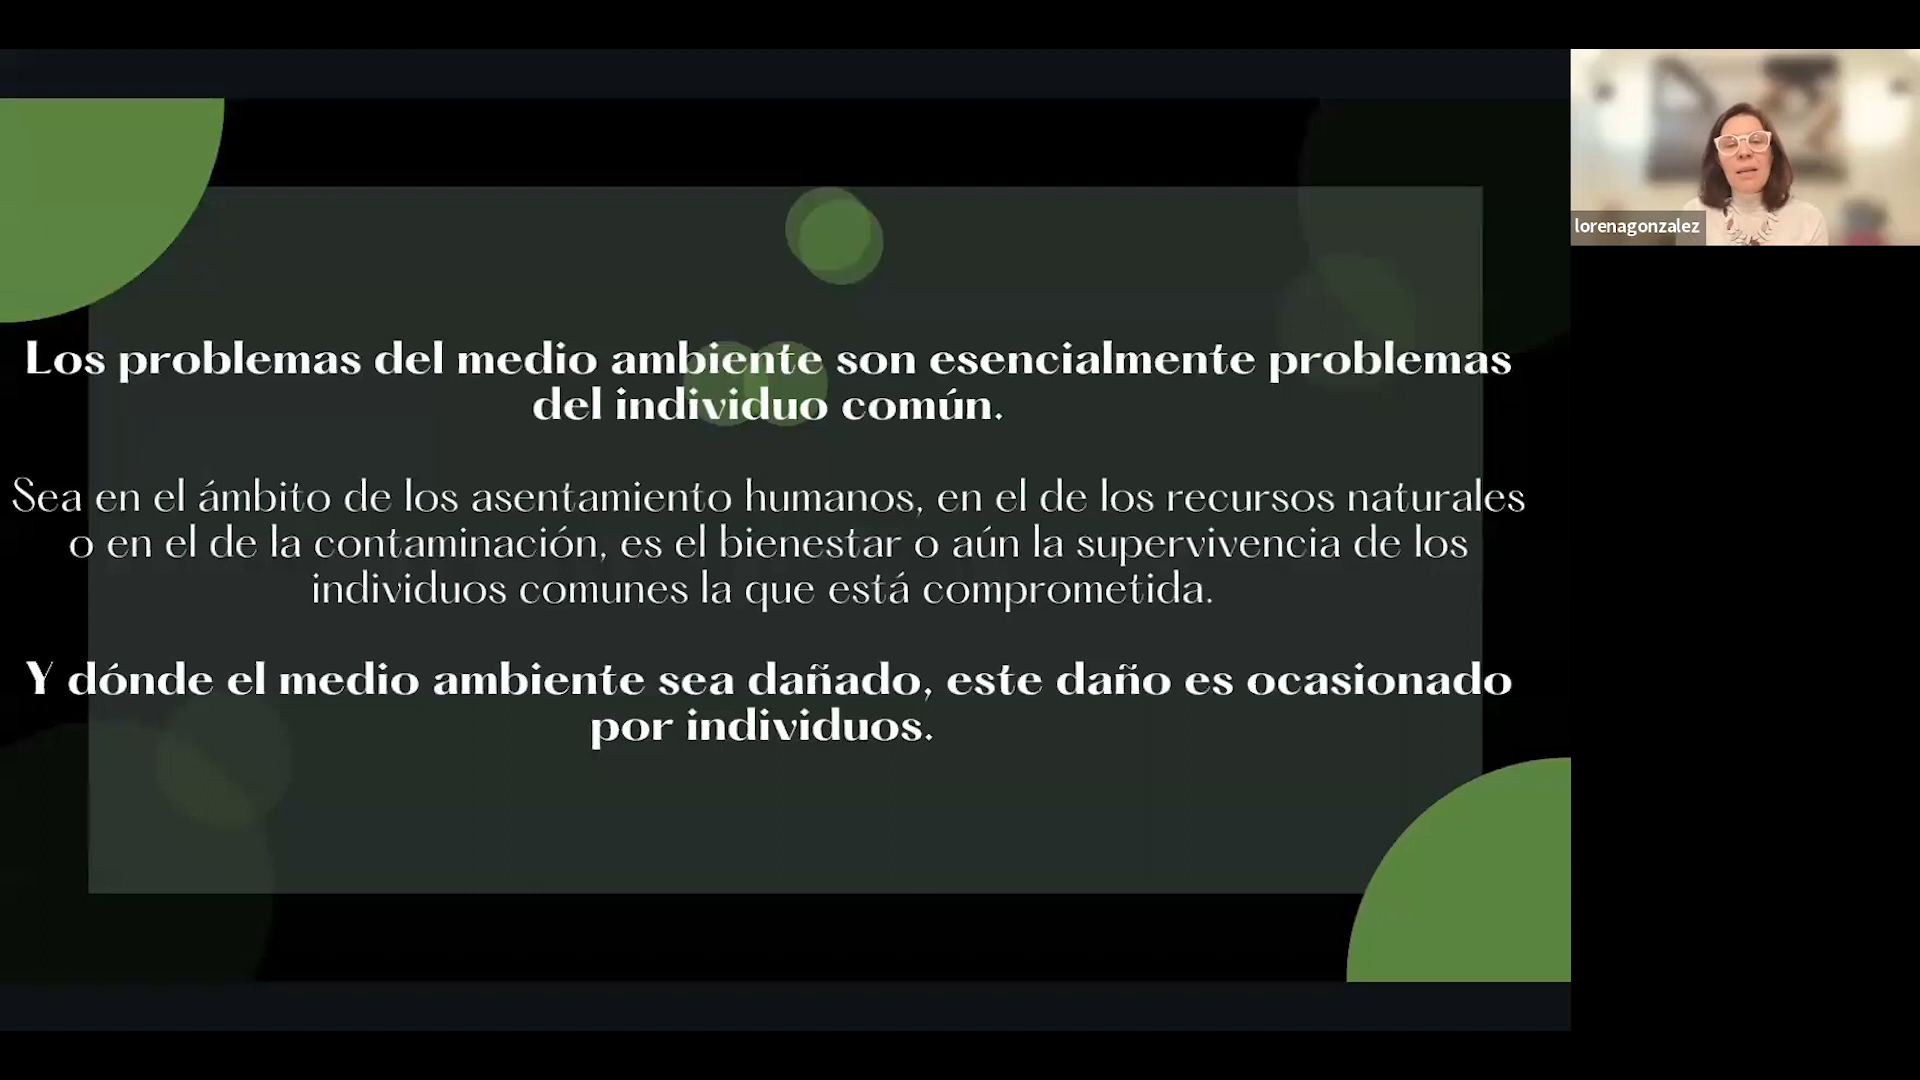 Los problemas del medio ambiente son esencialmente problemas
del individuo común.
Sea en el ámbito de los asentamiento humanos, en el de los recursos naturales
o en el de la contaminación, es el bienestar o aún la supervivencia de los
individuos comunes la que está comprometida.
Y dónde el medio ambiente sea dañado, este daño es ocasionado
por individuos.
lorenagonzalez